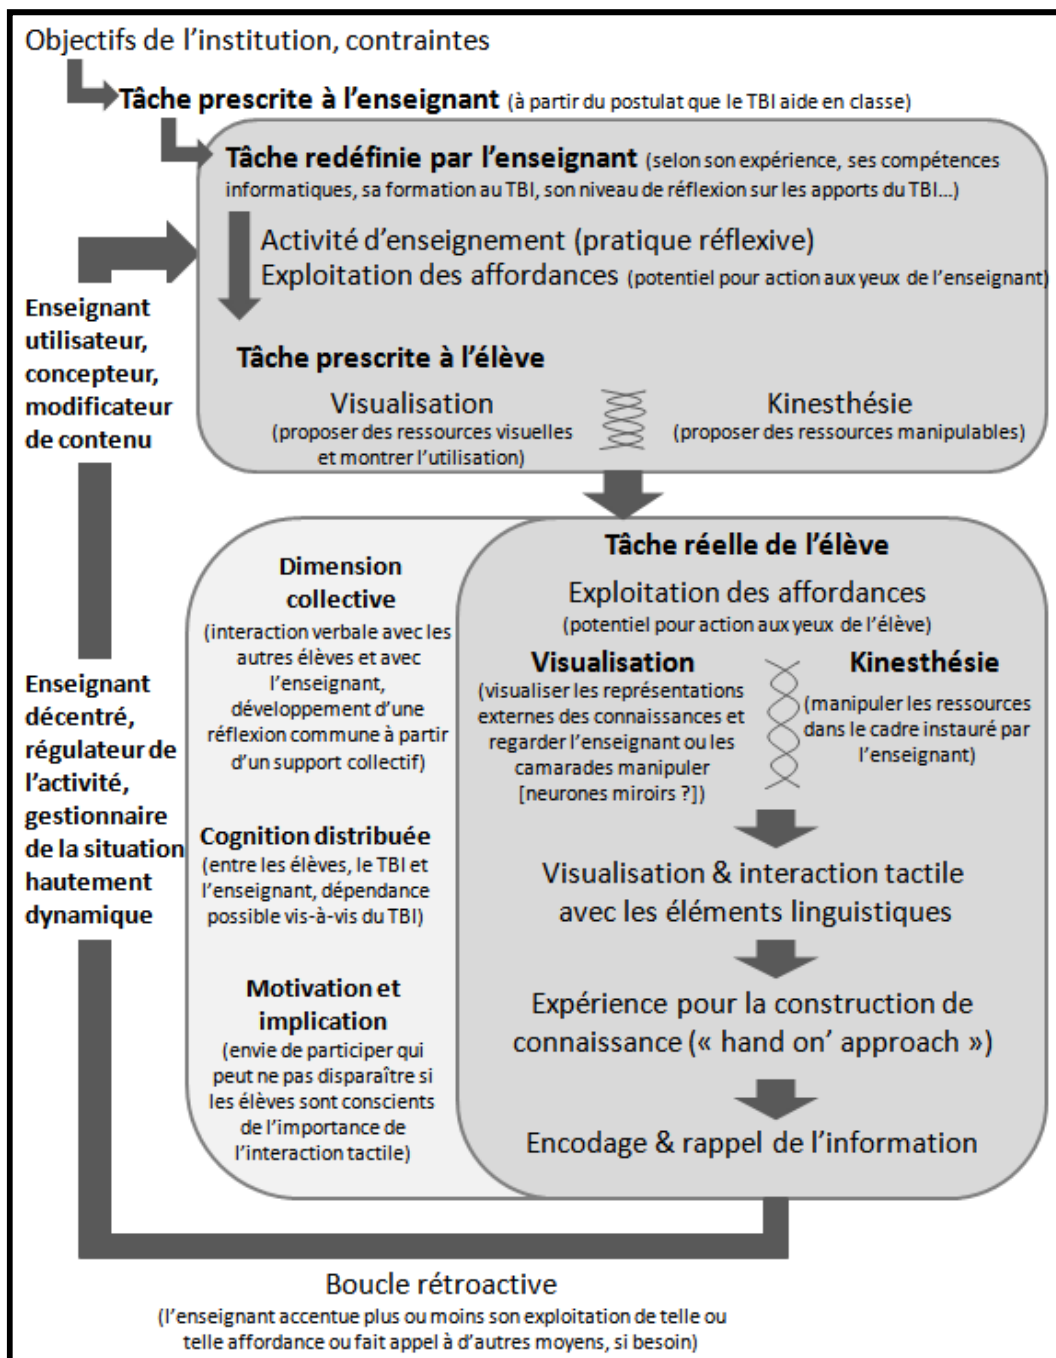 Objectifs de l'institution, contraintes
Tâche prescrite à l'enseignant (à partir du postulat que le TBI aide en classe)
Tâche redéfinie par l'enseignant (selon son expérience, ses compétences
informatiques, sa formation au TBI, son niveau de réflexion sur les apports du TBI...)
Activité d'enseignement (pratique réflexive)
Exploitation des affordances (potentiel pour action aux yeux de l'enseignant)
Tâche prescrite à l'élève
Visualisation
(proposer des ressources visuelles
et montrer l'utilisation)
Kinesthésie
(proposer des ressources manipulables)
Enseignant
utilisateur,
concepteur,
modificateur
de contenu
Enseignant
décentré,
régulateur de
l'activité,
gestionnaire
de la situation
hautement
dynamique
Dimension
collective
(interaction verbale avec les
autres élèves et avec
l'enseignant,
développement d'une
réflexion commune à partir
d'un support collectif)
Cognition distribuée
(entre les élèves, le TBI et
l'enseignant, dépendance
possible vis-à-vis du TBI)
Motivation et
implication
(envie de participer qui
peut ne pas disparaître si
les élèves sont conscients
de l'importance de
l'interaction tactile)
Tâche réelle de l'élève
Exploitation des affordances
(potentiel pour action aux yeux de l'élève)
Visualisation
(visualiser les représentations
externes des connaissances et
regarder l'enseignant ou les
camarades manipuler
[neurones miroirs ?])
Kinesthésie
(manipuler les ressources
dans le cadre instauré par
l'enseignant)
Visualisation & interaction tactile
avec les éléments linguistiques
Expérience pour la construction de
connaissance (« hand on' approach »)
Encodage & rappel de l'information
Boucle rétroactive
(l'enseignant accentue plus ou moins son exploitation de telle ou
telle affordance ou fait appel à d'autres moyens, si besoin)